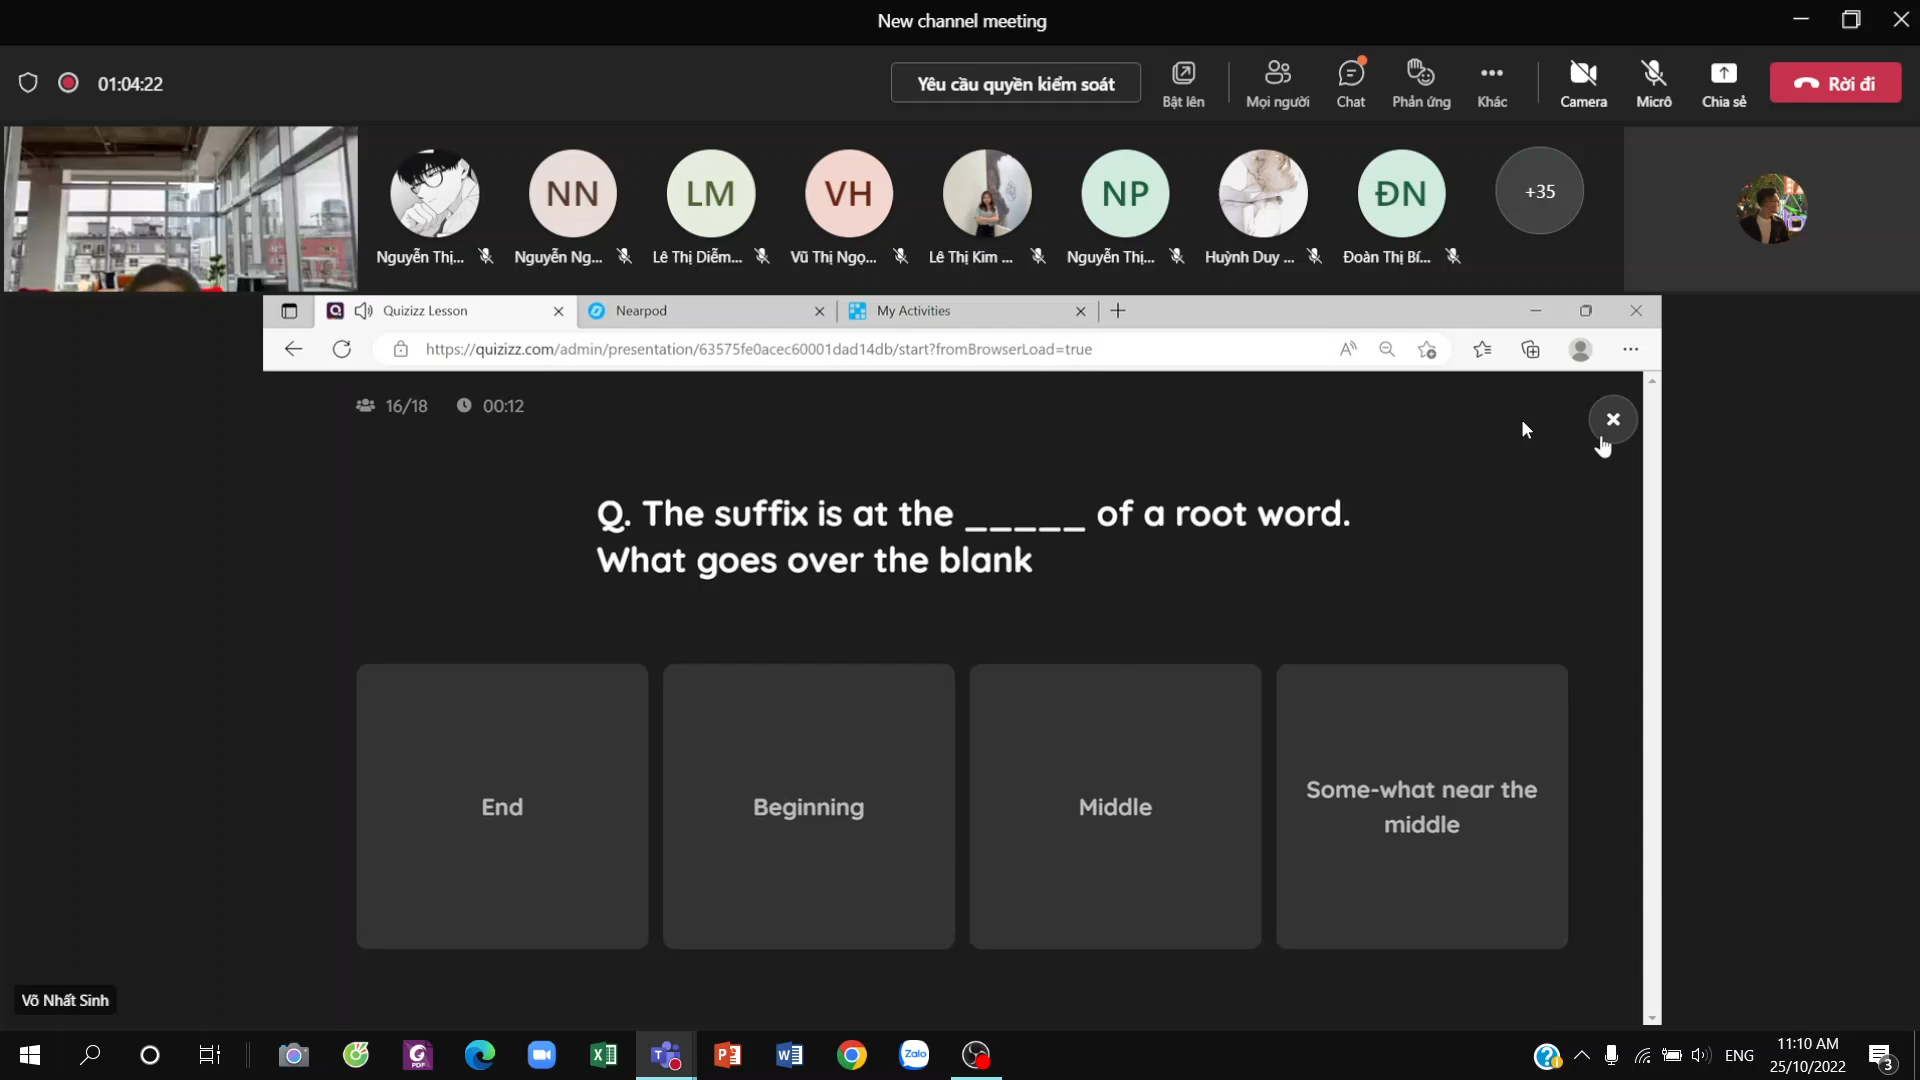 New channel meeting
01:04:22
Yêu cầu quyền kiểm soát
Bật lên
Mọi người
Chat
Phản ứng
Khác
Camera
Micrô
Chia sẻ
Rời đi
NN
LM
VH
NP
ĐN
+35
Nguyễn Thị...
Nguyễn Ng...
Lê Thị Diễm...
Vũ Thị Ngọ...
Lê Thị Kim ...
Nguyễn Thị...
Huỳnh Duy ...
Đoàn Thị Bí...
Quizizz Lesson
Nearpod
My Activities
https://quizizz.com/admin/presentation/63575fe0acec60001dad14db/start?fromBrowserLoad=true
16/18
00:12
Q. The suffix is at the _____ of a root word.
What goes over the blank
End
Beginning
Middle
Some-what near the
middle
Võ Nhất Sinh
PDF
Zalo
ENG
11:10 AM
25/10/2022
3